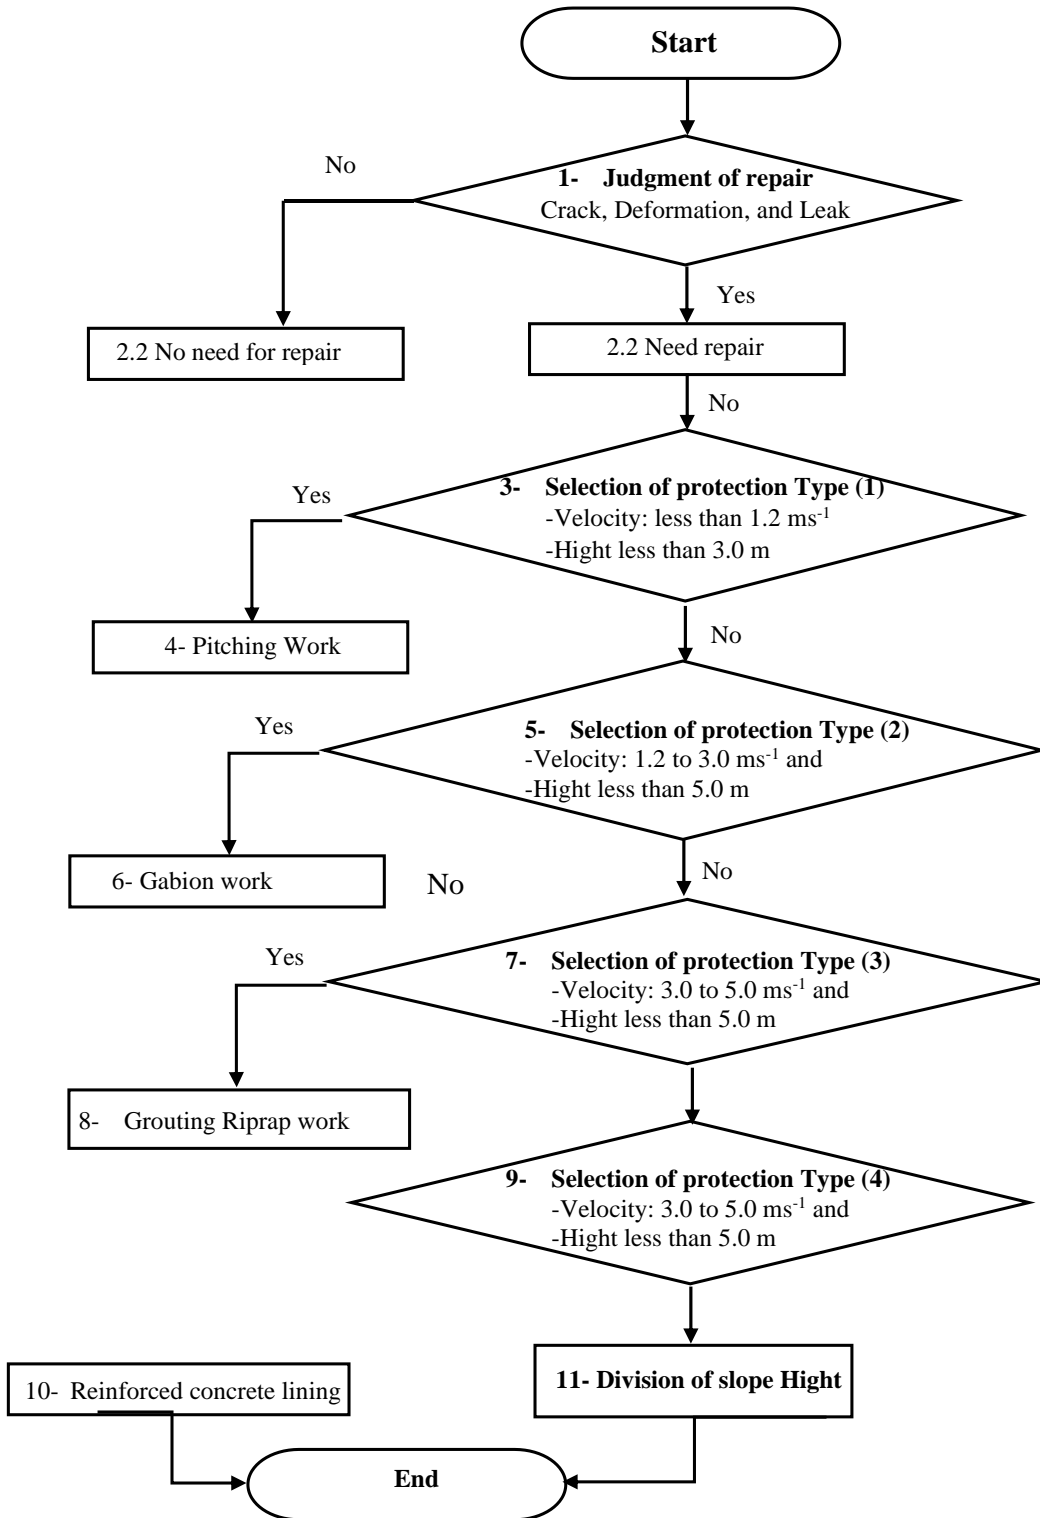 Start
No
1- Judgment of repair
Crack, Deformation, and Leak
Yes
2.2 No need for repair
2.2 Need repair
No
Yes
3- Selection of protection Type (1)
-Velocity: less than 1.2 ms⁻¹
-Hight less than 3.0 m
4- Pitching Work
No
Yes
5- Selection of protection Type (2)
-Velocity: 1.2 to 3.0 ms⁻¹ and
-Hight less than 5.0 m
6- Gabion work
No
No
Yes
7- Selection of protection Type (3)
-Velocity: 3.0 to 5.0 ms⁻¹ and
-Hight less than 5.0 m
8- Grouting Riprap work
9- Selection of protection Type (4)
-Velocity: 3.0 to 5.0 ms⁻¹ and
-Hight less than 5.0 m
10- Reinforced concrete lining
11- Division of slope Hight
End